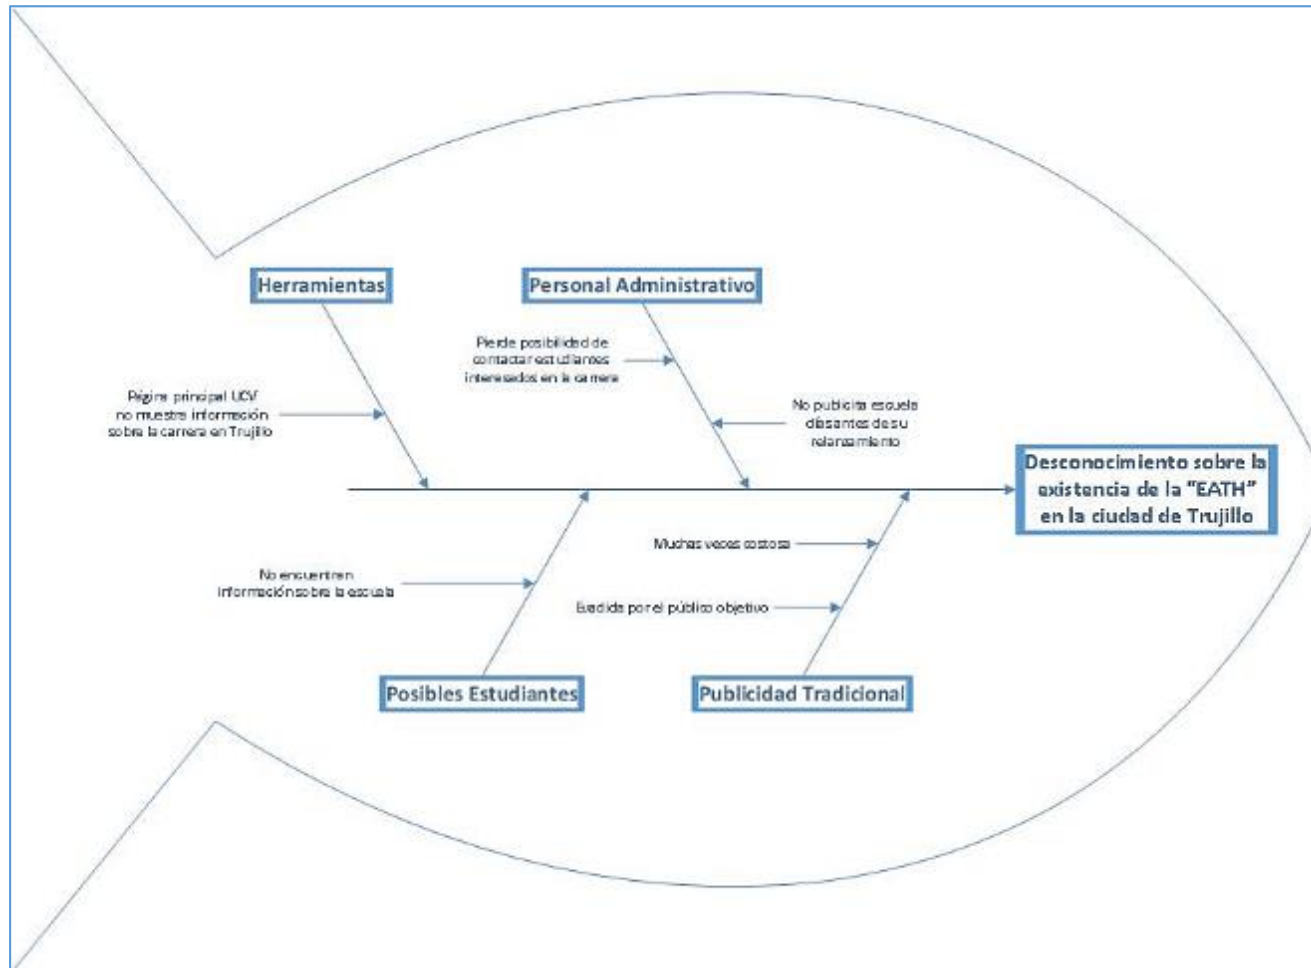 Herramientas
Personal Administrativo
Pierde posibilidad de
contactar estudiantes
interesados en la carrera
Página principal UCV
no muestra información
sobre la carrera en Trujillo
No publicita escuela
días antes de su
relanzamiento
Desconocimiento sobre la
existencia de la “EATH”
en la ciudad de Trujillo
Muchas veces costosa
No encuentran
información sobre la escuela
Evadida por el público objetivo
Posibles Estudiantes
Publicidad Tradicional